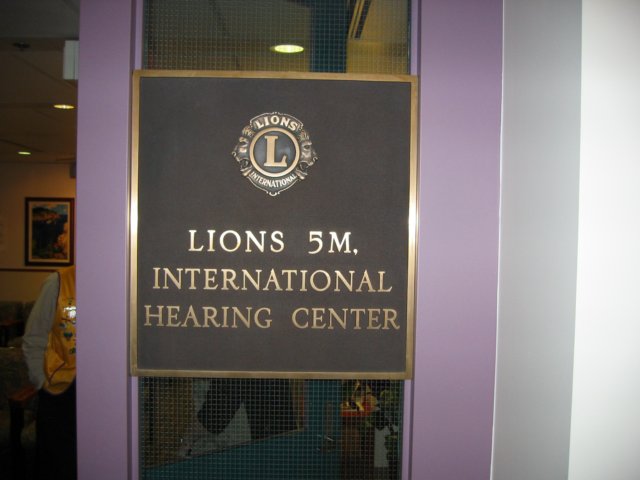 LIONS
L
INTERNATIONAL
LIONS 5M,
INTERNATIONAL
HEARING CENTER